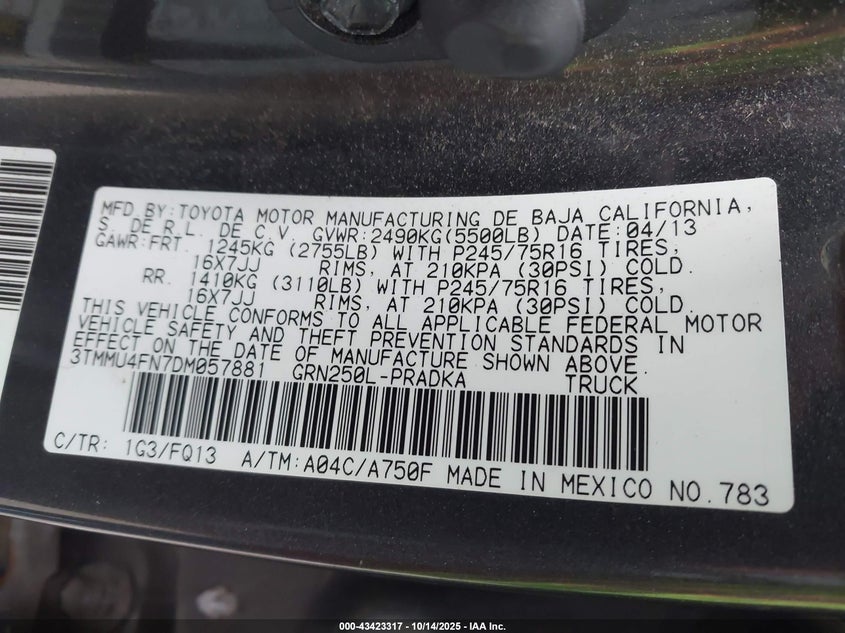 MFD.BY:TOYOTA MOTOR MANUFACTURING DE BAJA CALIFORNIA,
S. DE R.L. DE C.V. GVWR:2490KG(5500LB) DATE:04/13
GAWR:FRT. 1245KG (2755LB) WITH P245/75R16 TIRES,
16X7JJ RIMS, AT 210KPA (30PSI) COLD.
RR. 1410KG (3110LB) WITH P245/75R16 TIRES,
16X7JJ RIMS, AT 210KPA (30PSI) COLD.
THIS VEHICLE CONFORMS TO ALL APPLICABLE FEDERAL MOTOR
VEHICLE SAFETY AND THEFT PREVENTION STANDARDS IN
EFFECT ON THE DATE OF MANUFACTURE SHOWN ABOVE.
3TMMU4FN7DM057881 GRN250L-PRADKA TRUCK
C/TR: 1G3/FQ13 A/TM:A04C/A750F MADE IN MEXICO NO.783
000-43423317 - 10/14/2025 - IAA Inc.